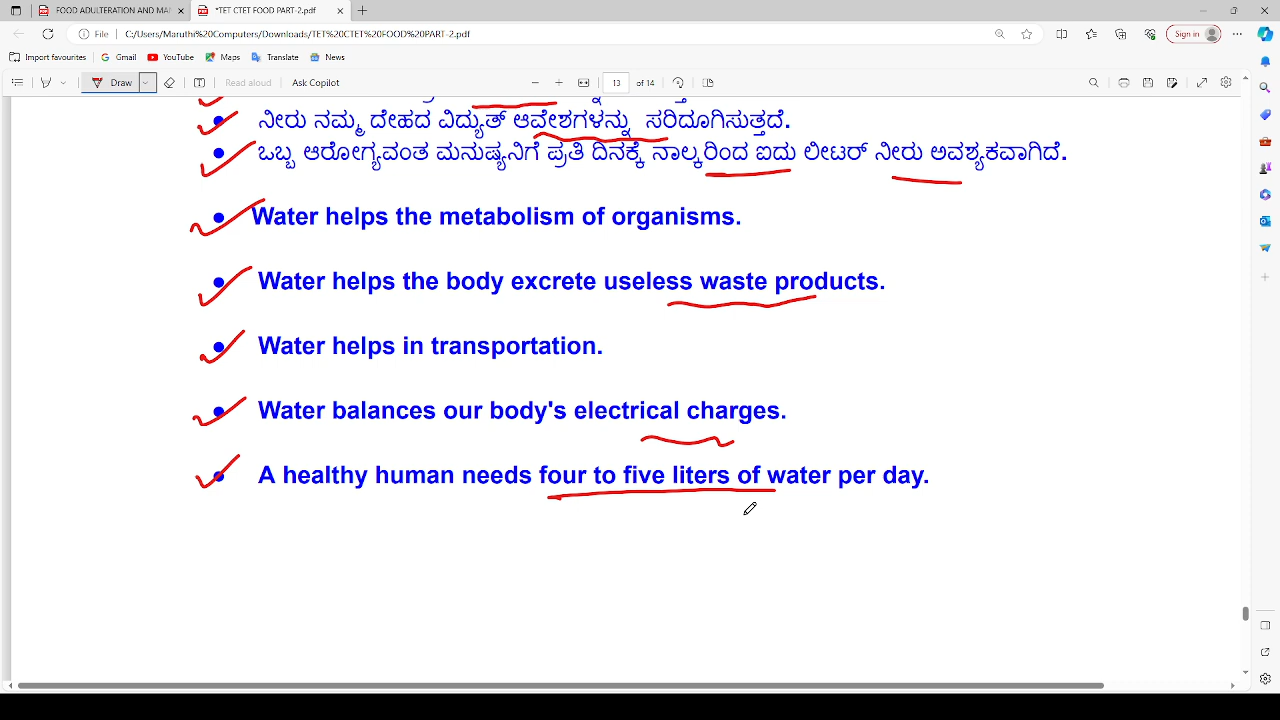 FOOD ADULTERATION AND MAI
*TET CTET FOOD PART-2.pdf
File C:/Users/Maruthi%20Computers/Downloads/TET%20CTET%20FOOD%20PART-2.pdf
Sign in
Import favourites Gmail YouTube Maps Translate News
Draw Read aloud Ask Copilot 13 of 14
ನೀರು ನಮ್ಮ ದೇಹದ ವಿದ್ಯುತ್ ಆವೇಶಗಳನ್ನು ಸರಿದೂಗಿಸುತ್ತದೆ.
ಒಬ್ಬ ಆರೋಗ್ಯವಂತ ಮನುಷ್ಯನಿಗೆ ಪ್ರತಿ ದಿನಕ್ಕೆ ನಾಲ್ಕರಿಂದ ಐದು ಲೀಟರ್ ನೀರು ಅವಶ್ಯಕವಾಗಿದೆ.
Water helps the metabolism of organisms.
Water helps the body excrete useless waste products.
Water helps in transportation.
Water balances our body's electrical charges.
A healthy human needs four to five liters of water per day.